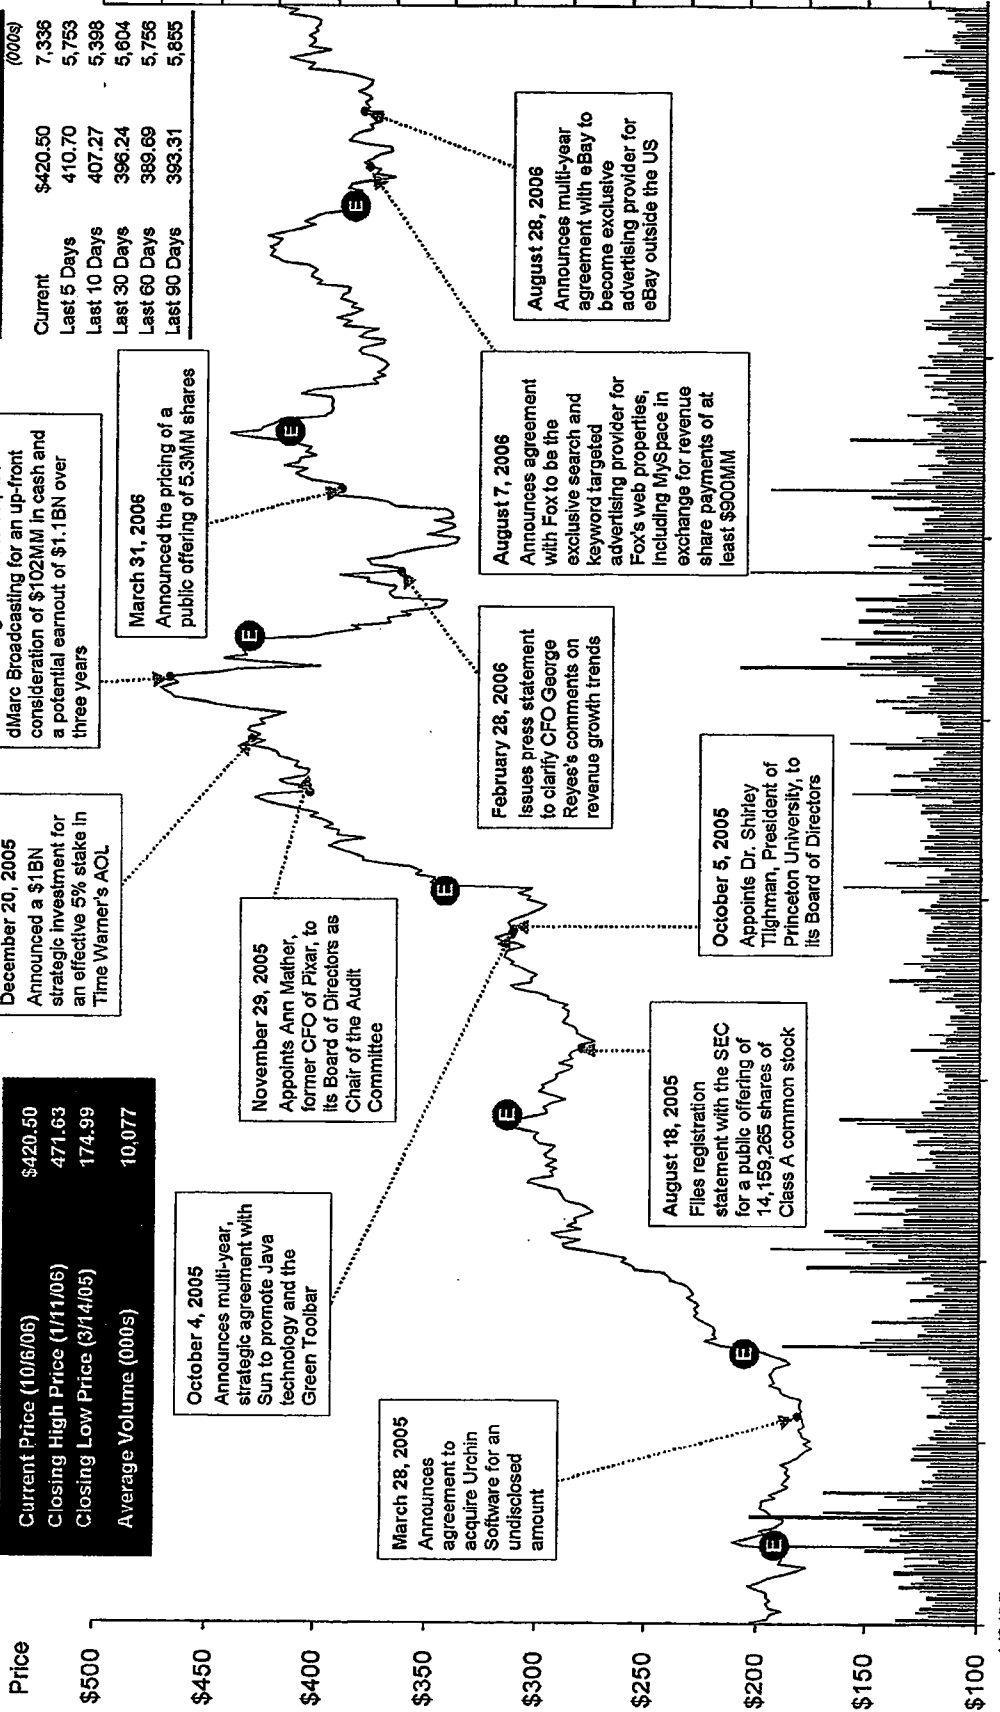 Price
$500
$450
$400
$350
$300
$250
$200
$150
$100
Current Price (10/6/06) $420.50
Closing High Price (1/11/06) 471.63
Closing Low Price (3/14/05) 174.99
Average Volume (000s) 10,077
March 28, 2005
Announces
agreement to
acquire Urchin
Software for an
undisclosed
amount
October 4, 2005
Announces multi-year,
strategic agreement with
Sun to promote Java
technology and the
Green Toolbar
August 18, 2005
Files registration
statement with the SEC
for a public offering of
14,159,265 shares of
Class A common stock
November 29, 2005
Appoints Ann Mather,
former CFO of Pixar, to
its Board of Directors as
Chair of the Audit
Committee
October 5, 2005
Appoints Dr. Shirley
Tilghman, President of
Princeton University, to
its Board of Directors
December 20, 2005
Announced a $1BN
strategic investment for
an effective 5% stake in
Time Warner's AOL
dMarc Broadcasting for an up-front
consideration of $102MM in cash and
a potential earnout of $1.1BN over
three years
February 28, 2006
Issues press statement
to clarify CFO George
Reyes's comments on
revenue growth trends
March 31, 2006
Announced the pricing of a
public offering of 5.3MM shares
August 7, 2006
Announces agreement
with Fox to be the
exclusive search and
keyword targeted
advertising provider for
Fox's web properties,
including MySpace in
exchange for revenue
share payments of at
least $900MM
August 28, 2006
Announces multi-year
agreement with eBay to
become exclusive
advertising provider for
eBay outside the US
(000s)
Current $420.50 7,336
Last 5 Days 410.70 5,753
Last 10 Days 407.27 5,398
Last 30 Days 396.24 5,604
Last 60 Days 389.69 5,756
Last 90 Days 393.31 5,855
E
E
E
E
E
E
E